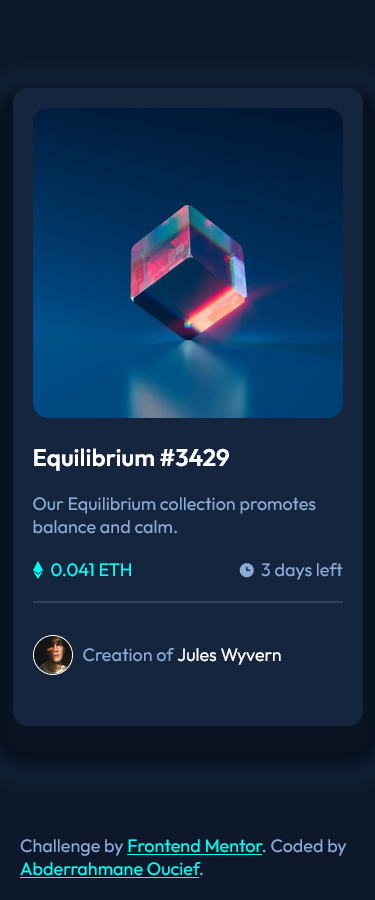 Equilibrium #3429
Our Equilibrium collection promotes
balance and calm.
0.041 ETH
3 days left
Creation of Jules Wyvern
Challenge by Frontend Mentor. Coded by
Abderrahmane Oucief.